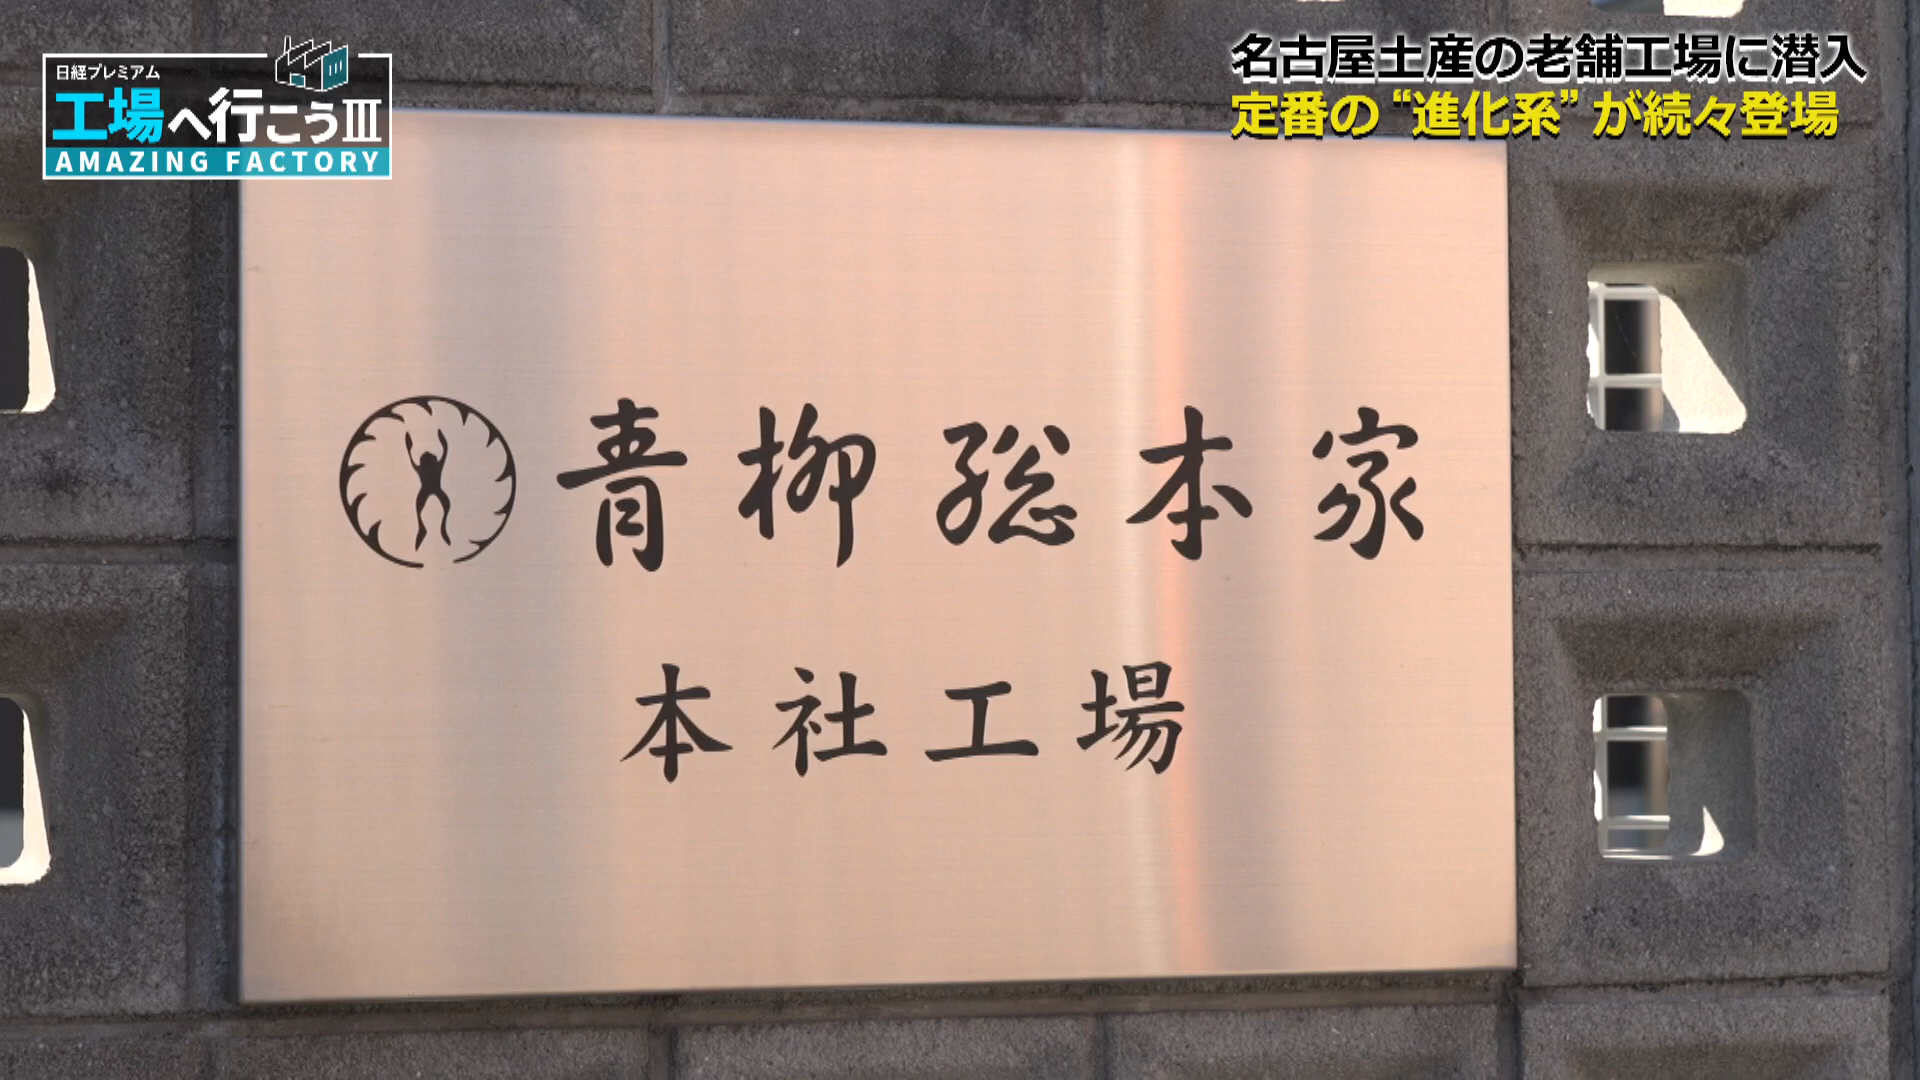 日経プレミアム
工場へ行こうⅢ
AMAZING FACTORY
名古屋土産の老舗工場に潜入
定番の“進化系”が続々登場
青柳総本家
本社工場